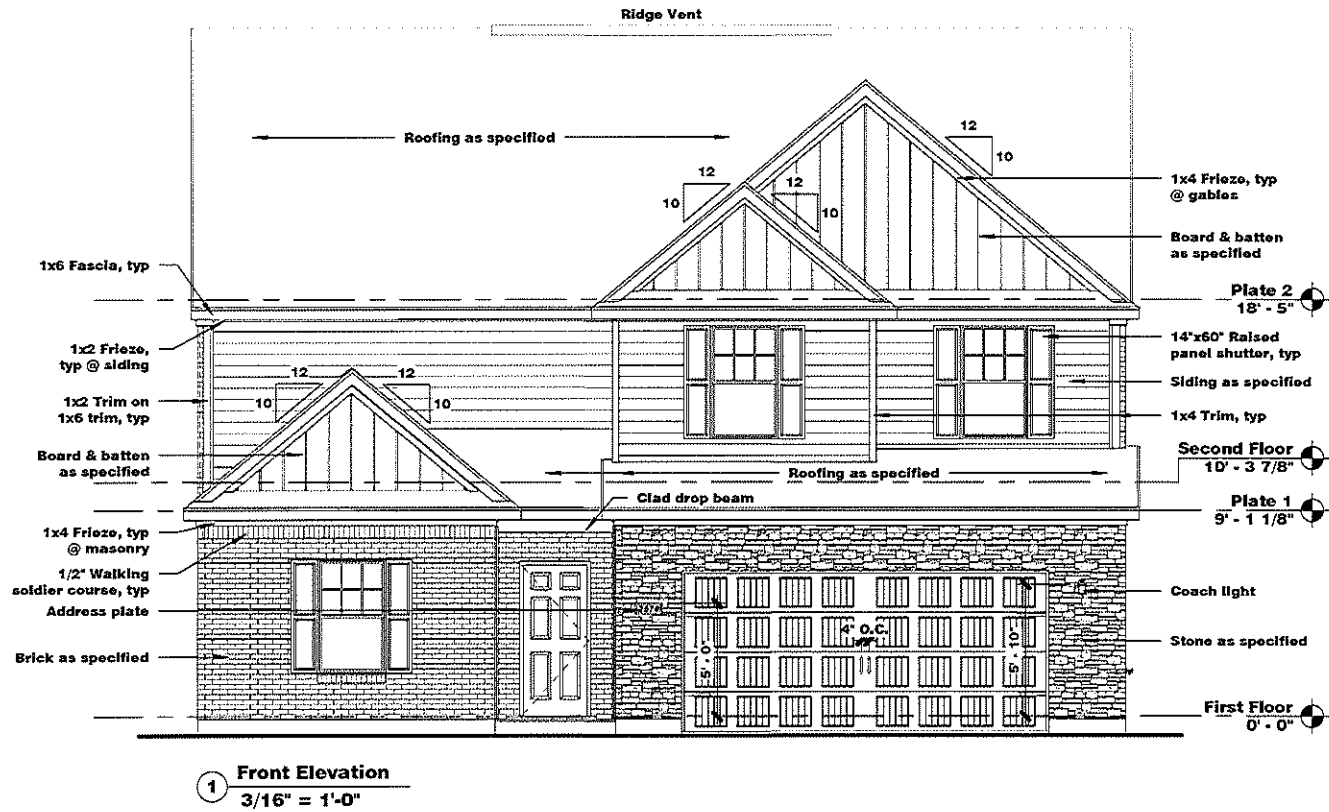 Ridge Vent
Roofing as specified
12
10
12
10
12
10
1x4 Frieze, typ
@ gables
Board & batten
as specified
1x6 Fascia, typ
Plate 2
18' - 5"
1x2 Frieze,
typ @ siding
14"x60" Raised
panel shutter, typ
12
10
12
10
Siding as specified
1x2 Trim on
1x6 trim, typ
1x4 Trim, typ
Board & batten
as specified
Second Floor
10' - 3 7/8"
Roofing as specified
Clad drop beam
Plate 1
9' - 1 1/8"
1x4 Frieze, typ
@ masonry
1/2" Walking
soldier course, typ
Address plate
Coach light
4" O.C.
Stone as specified
Brick as specified
5' - 0"
5' - 10"
First Floor
0' - 0"
1
Front Elevation
3/16" = 1'-0"